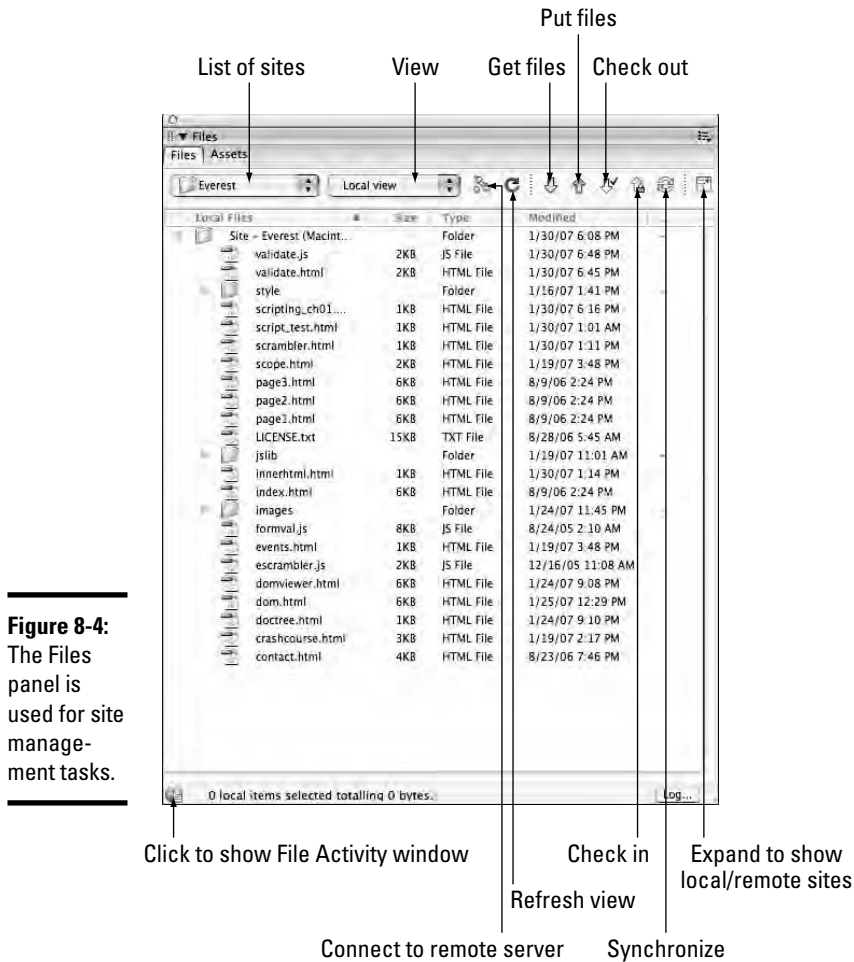 Put files
List of sites View Get files Check out
Files
Files Assets
Everest Local view
Local Files Size Type Modified
Site – Everest (Macint... Folder 1/30/07 6:08 PM
validate.js 2KB JS File 1/30/07 6:48 PM
validate.html 2KB HTML File 1/30/07 6:45 PM
style Folder 1/16/07 1:41 PM
scripting_ch01.... 1KB HTML File 1/30/07 6:16 PM
script_test.html 1KB HTML File 1/30/07 1:01 AM
scrambler.html 1KB HTML File 1/30/07 1:11 PM
scope.html 2KB HTML File 1/19/07 3:48 PM
page3.html 6KB HTML File 8/9/06 2:24 PM
page2.html 6KB HTML File 8/9/06 2:24 PM
page1.html 6KB HTML File 8/9/06 2:24 PM
LICENSE.txt 15KB TXT File 8/28/06 5:45 AM
jslib Folder 1/19/07 11:01 AM
innerhtml.html 1KB HTML File 1/30/07 1:14 PM
index.html 6KB HTML File 8/9/06 2:24 PM
images Folder 1/24/07 11:45 PM
formval.js 8KB JS File 8/24/05 2:10 AM
events.html 1KB HTML File 1/19/07 3:48 PM
escrambler.js 2KB JS File 12/16/05 11:08 AM
domviewer.html 6KB HTML File 1/24/07 9:08 PM
dom.html 6KB HTML File 1/25/07 12:29 PM
doctree.html 1KB HTML File 1/24/07 9:10 PM
crashcourse.html 3KB HTML File 1/19/07 2:17 PM
contact.html 4KB HTML File 8/23/06 7:46 PM
0 local items selected totalling 0 bytes. Log...
Figure 8-4:
The Files
panel is
used for site
manage-
ment tasks.
Click to show File Activity window Check in Expand to show
local/remote sites
Refresh view
Connect to remote server Synchronize